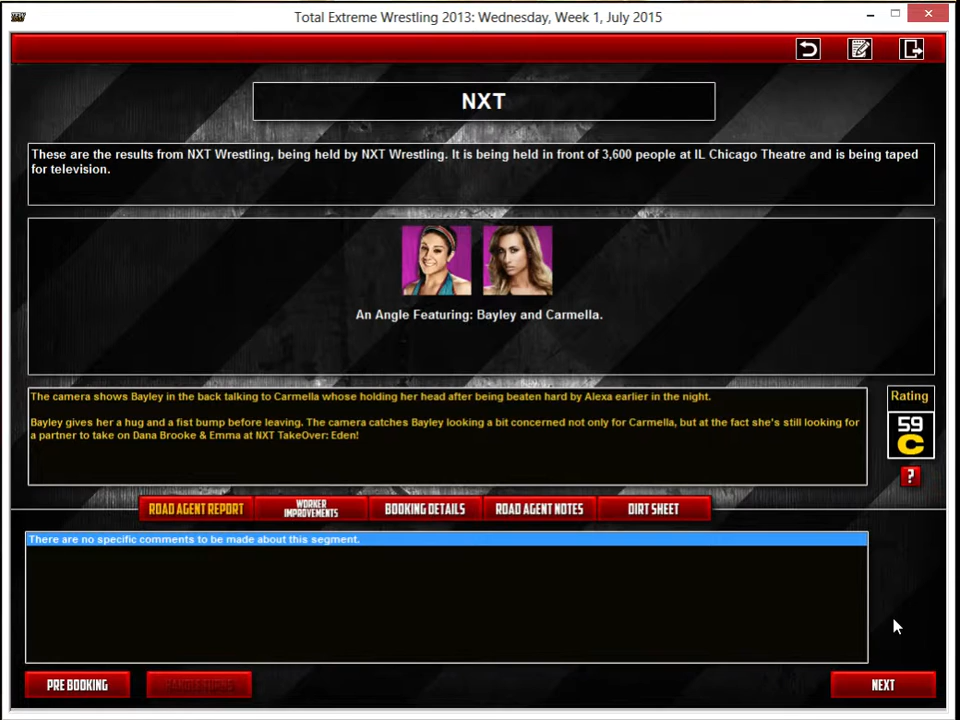 Total Extreme Wrestling 2013: Wednesday, Week 1, July 2015
NXT
These are the results from NXT Wrestling, being held by NXT Wrestling. It is being held in front of 3,600 people at IL Chicago Theatre and is being taped
for television.
An Angle Featuring: Bayley and Carmella.
The camera shows Bayley in the back talking to Carmella whose holding her head after being beaten hard by Alexa earlier in the night.
Bayley gives her a hug and a fist bump before leaving. The camera catches Bayley looking a bit concerned not only for Carmella, but at the fact she's still looking for
a partner to take on Dana Brooke & Emma at NXT TakeOver: Eden!
Rating
59
C
?
ROAD AGENT REPORT
WORKER
IMPROVEMENTS
BOOKING DETAILS
ROAD AGENT NOTES
DIRT SHEET
There are no specific comments to be made about this segment.
PRE BOOKING
NEXT